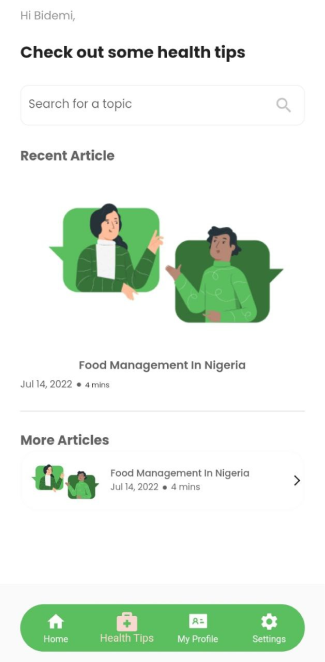 Hi Bidemi,
Check out some health tips
Search for a topic
Recent Article
Food Management In Nigeria
Jul 14, 2022 ● 4 mins
More Articles
Food Management In Nigeria
Jul 14, 2022 ● 4 mins
Home Health Tips My Profile Settings